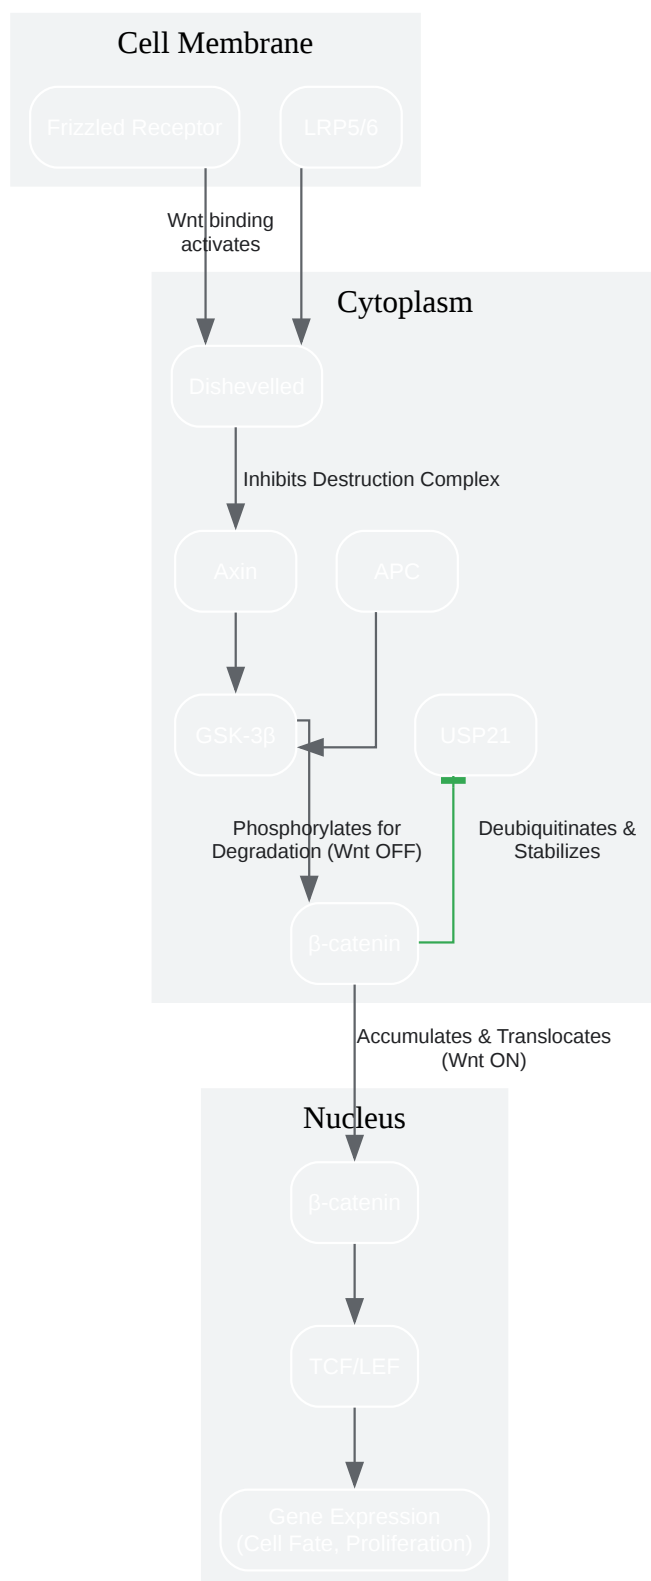 Cell Membrane
Frizzled Receptor
LRP5/6
Wnt binding
activates
Cytoplasm
Dishevelled
Inhibits Destruction Complex
Axin
APC
GSK-3β
USP21
Phosphorylates for
Degradation (Wnt OFF)
Deubiquitinates &
Stabilizes
β-catenin
Accumulates & Translocates
(Wnt ON)
Nucleus
β-catenin
TCF/LEF
Gene Expression
(Cell Fate, Proliferation)